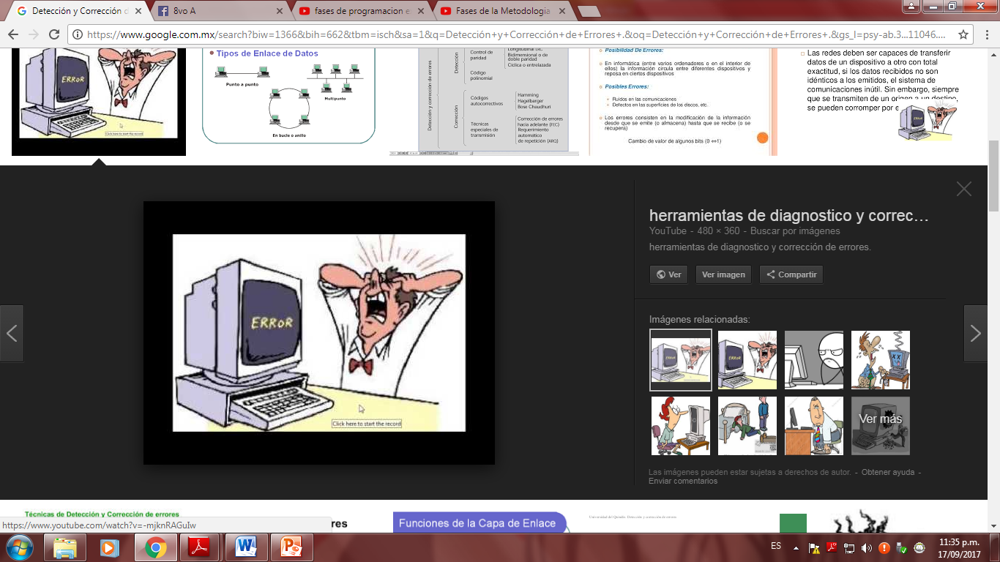 Detección y Corrección d
8vo A
fases de programacion e
Fases de la Metodologia
https://www.google.com.mx/search?biw=1366&bih=662&tbm=isch&sa=1&q=Detección+y+Corrección+de+Errores+.&oq=Detección+y+Corrección+de+Errores+.&gs_l=psy-ab.3...11046....
ERROR
Click here to start the record
Tipos de Enlace de Datos
Punto a punto
Multipunto
En bucle o anillo
Detección y corrección de errores
Detección
Control de
paridad
Longitudinal LRC
Bidimensional o de
doble paridad
Cíclica o entrelazada
Código
polinomial
Corrección
Códigos
autocorrectivos
Hamming
Hagelbarger
Bose Chaudhuri
Técnicas
especiales de
transmisión
Corrección de errores
hacia adelante (FEC)
Requerimiento
automático
de repetición (ARQ)
Posibilidad De Errores:
En informática (entre varios ordenadores o en el interior de
ellos) la información circula entre diferentes dispositivos y
reposa en ciertos dispositivos
Posibles Errores:
Ruidos en las comunicaciones
Defectos en las superficies de los discos, etc.
Los errores consisten en la modificación de la información
desde que se emite (o almacena) hasta que se recibe (o se
recupera)
Cambio de valor de algunos bits (0 ⇔1)
Las redes deben ser capaces de transferir
datos de un dispositivo a otro con total
exactitud, si los datos recibidos no son
idénticos a los emitidos, el sistema de
comunicaciones inútil. Sin embargo, siempre
que se transmiten de un origen a un destino,
se pueden corromper por e
ERROR
Click here to start the record
herramientas de diagnostico y correc…
YouTube - 480 × 360 - Buscar por imágenes
herramientas de diagnostico y corrección de errores.
Ver
Ver imagen
Compartir
Imágenes relacionadas:
Ver más
Las imágenes pueden estar sujetas a derechos de autor. - Obtener ayuda -
Enviar comentarios
Técnicas de Detección y Corrección de errores
ores
Funciones de la Capa de Enlace
Universidad del Quindío. Detección y corrección de errores
https://www.youtube.com/watch?v=-mjknRAGuIw
ES
11:35 p.m.
17/09/2017